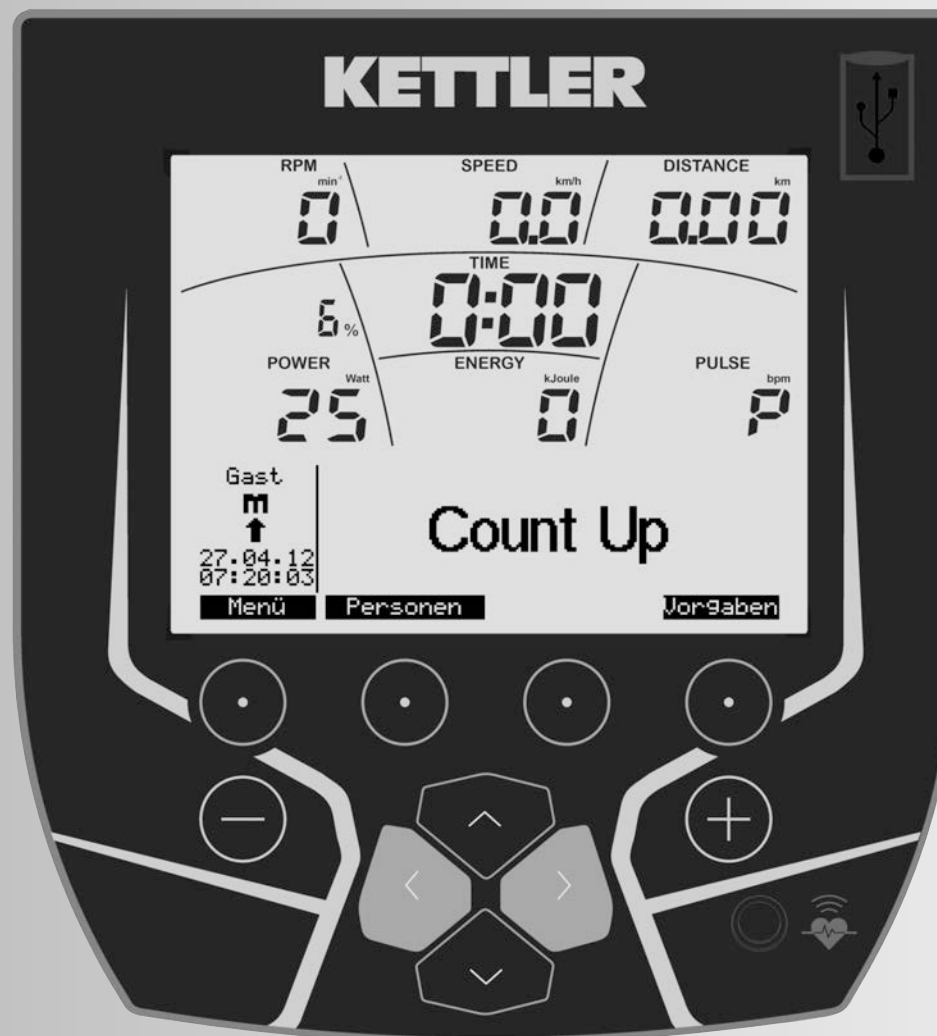 KETTLER
RPM SPEED DISTANCE
min⁻¹ km/h km
0 0.0 0.00
TIME
0:00
6 %
POWER ENERGY PULSE
Watt kJoule bpm
25 0 P
Gast
m
27.04.12
07:20:03
Count Up
Menü Personen Vorgaben